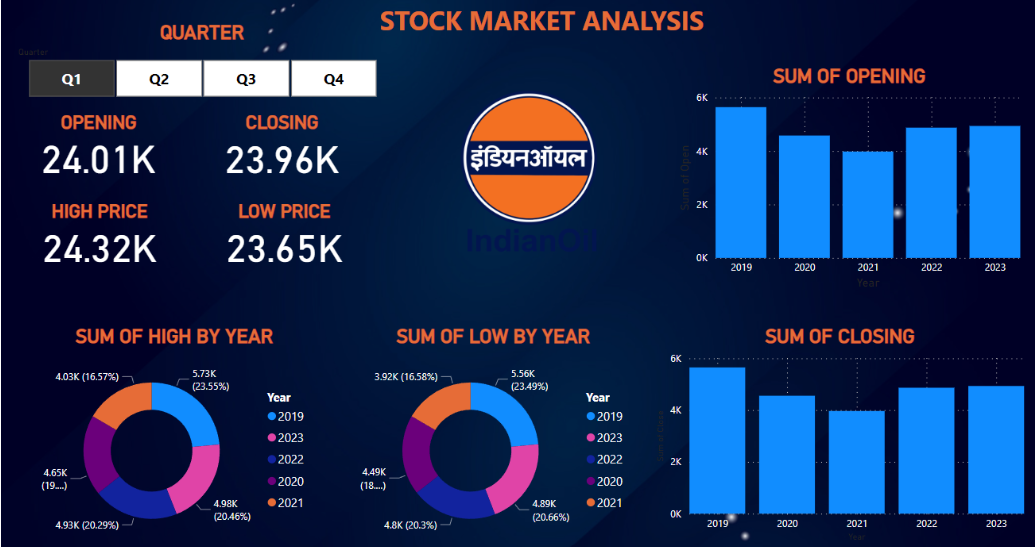 STOCK MARKET ANALYSIS
QUARTER
Quarter
Q1 Q2 Q3 Q4
OPENING CLOSING
24.01K 23.96K
HIGH PRICE LOW PRICE
24.32K 23.65K
इंडियनऑयल
IndianOil
SUM OF OPENING
6K
4K
2K
0K
Sum of Open
2019 2020 2021 2022 2023
Year
SUM OF HIGH BY YEAR
4.03K (16.57%)
5.73K
(23.55%)
4.65K
(19....)
4.98K
(20.46%)
4.93K (20.29%)
Year
2019
2023
2022
2020
2021
SUM OF LOW BY YEAR
3.92K (16.58%)
5.56K
(23.49%)
4.49K
(18....)
4.89K
(20.66%)
4.8K (20.3%)
Year
2019
2023
2022
2020
2021
SUM OF CLOSING
6K
4K
2K
0K
2019 2020 2021 2022 2023
Year